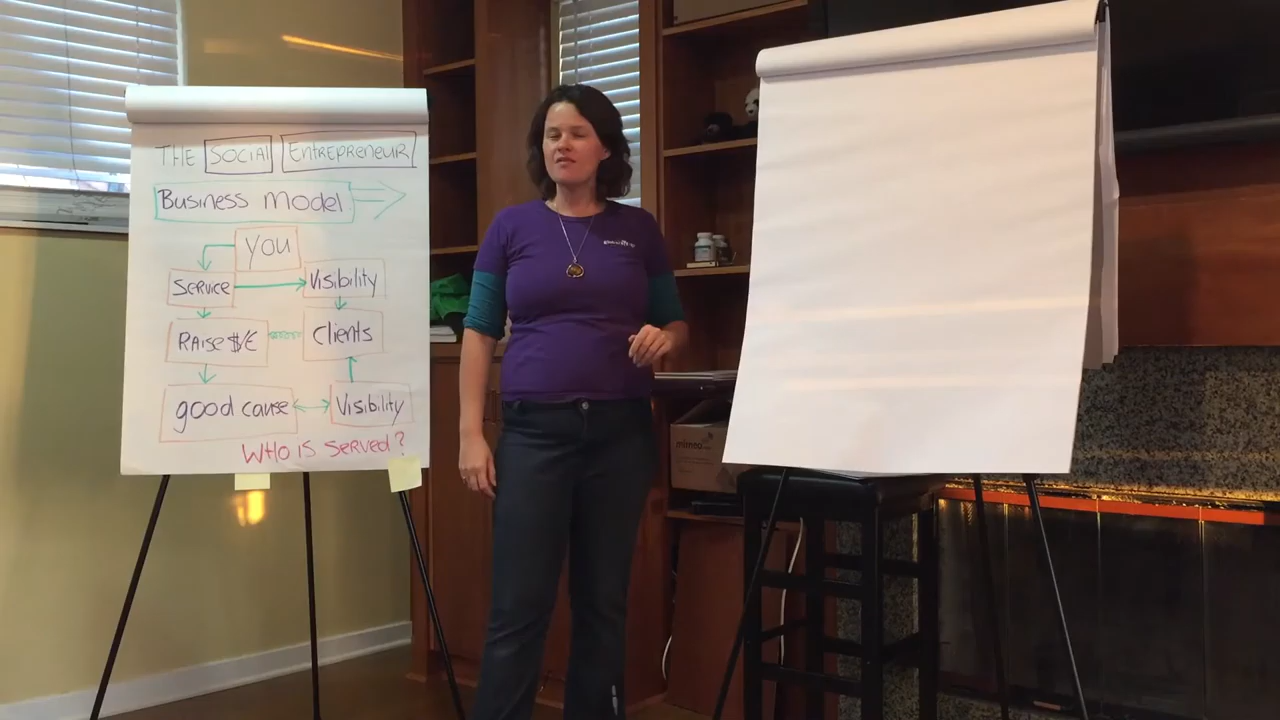 THE SOCIAL ENTREPRENEUR
Business model
YOU
SERVICE Visibility
RAISE $/€ Clients
good cause Visibility
WHO IS SERVED?